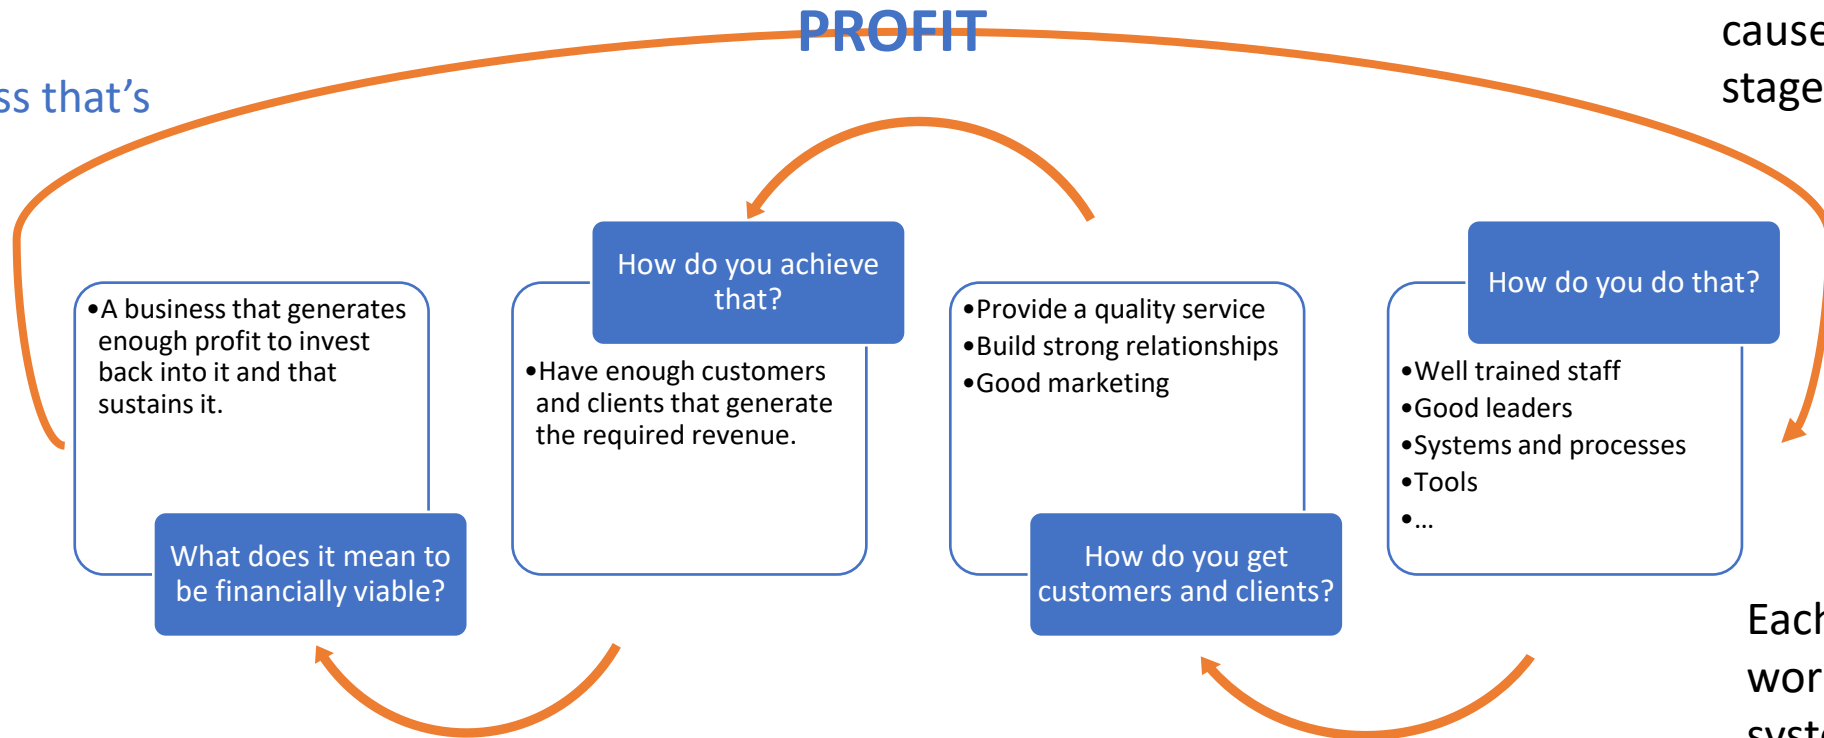 PROFIT
cause
stage
ss that’s
•A business that generates
enough profit to invest
back into it and that
sustains it.
What does it mean to
be financially viable?
How do you achieve
that?
•Have enough customers
and clients that generate
the required revenue.
•Provide a quality service
•Build strong relationships
•Good marketing
How do you get
customers and clients?
How do you do that?
•Well trained staff
•Good leaders
•Systems and processes
•Tools
•...
Each
wor
syste